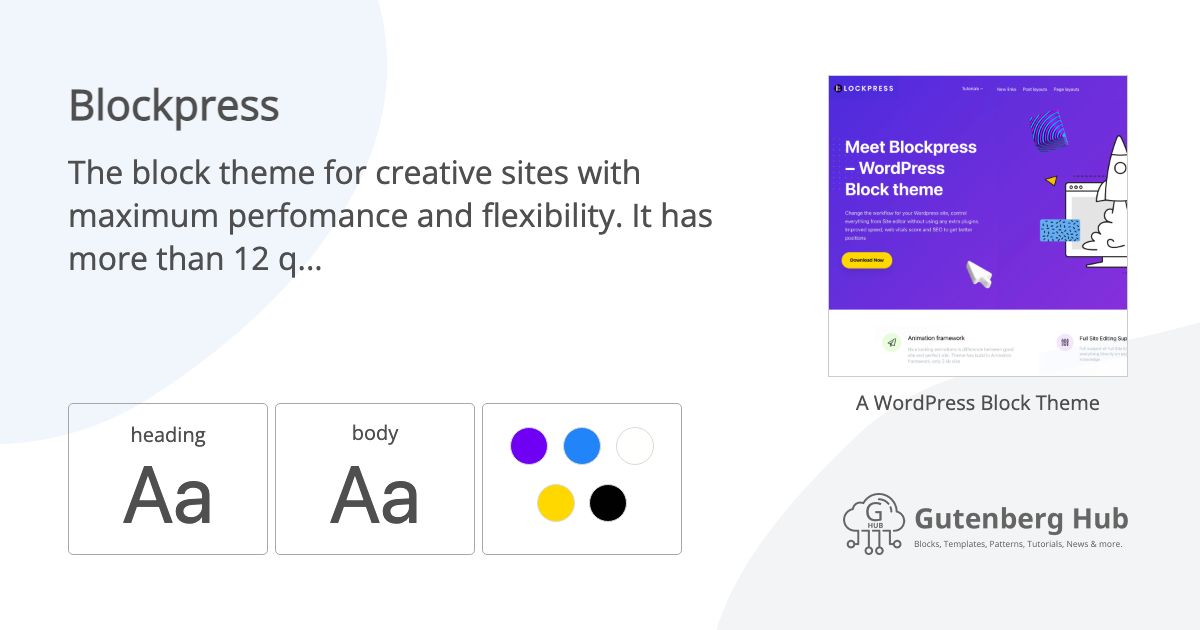 Blockpress
The block theme for creative sites with
maximum perfomance and flexibility. It has
more than 12 q...
heading
Aa
body
Aa
LOCKPRESS
Tutorials
New links
Post layouts
Page layouts
Meet Blockpress
– WordPress
Block theme
Change the workflow for your Wordpress site, control
everything from Site editor without using any extra plugins.
Improved speed, web vitals score and SEO to get better
positions
Download Now
Animation framework
Full Site Editing Sup
A WordPress Block Theme
G
HUB
Gutenberg Hub
Blocks, Templates, Patterns, Tutorials, News & more.